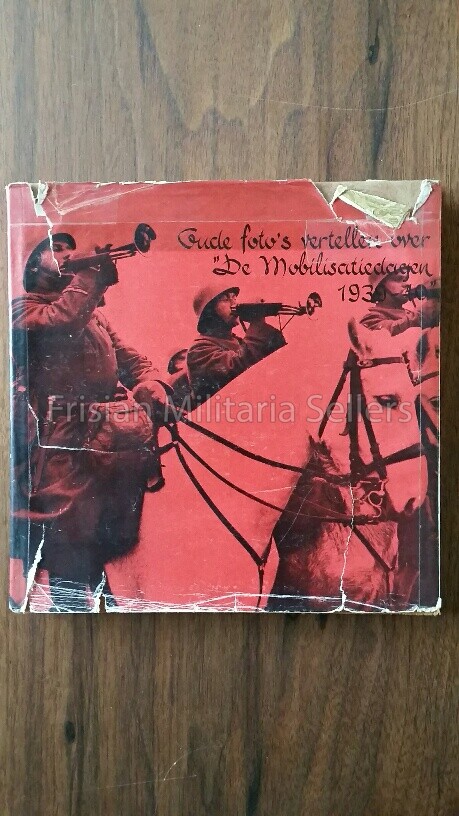 Oude foto's vertellen over
"De Mobilisatiedagen
Frisian Militaria Sellers